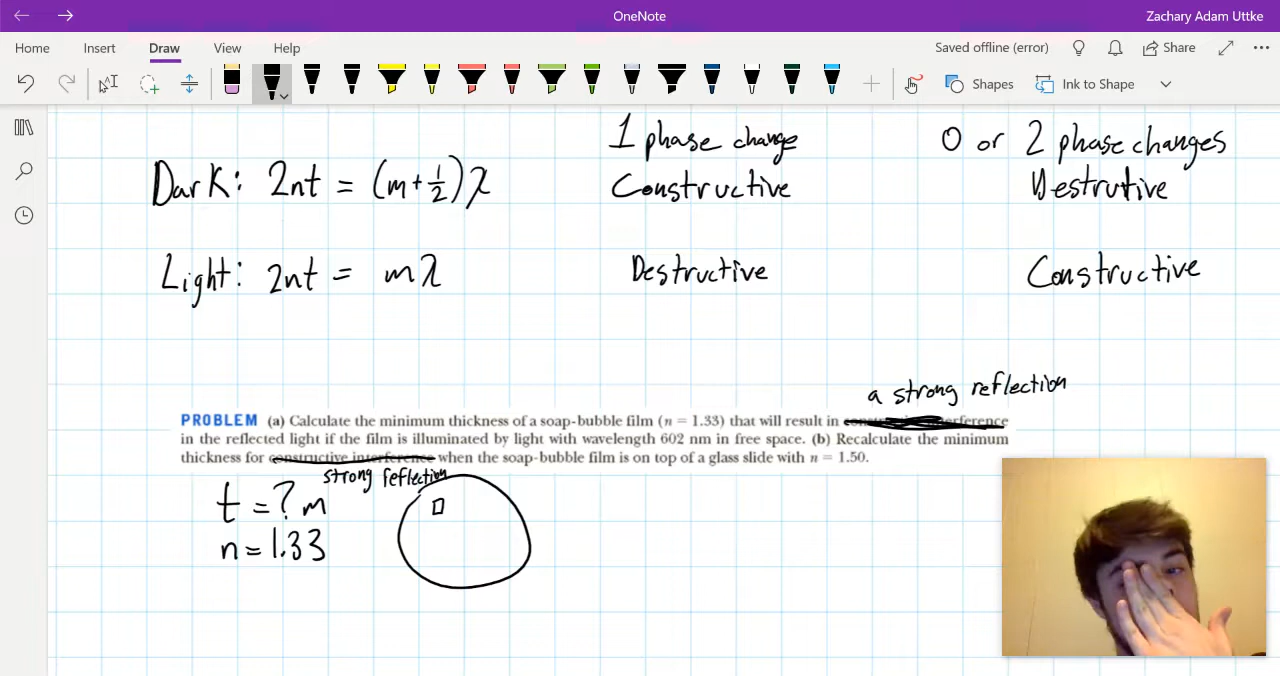 OneNote
Zachary Adam Uttke
Home Insert Draw View Help
Saved offline (error) Share
Shapes Ink to Shape
1 phase change 0 or 2 phase changes
Dark: 2nt = (m+½)λ Constructive Destrutive
Light: 2nt = mλ Destructive Constructive
a strong reflection
PROBLEM (a) Calculate the minimum thickness of a soap-bubble film (n = 1.33) that will result in
in the reflected light if the film is illuminated by light with wavelength 602 nm in free space. (b) Recalculate the minimum
thickness for constructive interference when the soap-bubble film is on top of a glass slide with n = 1.50.
strong reflection
t = ? m
n = 1.33